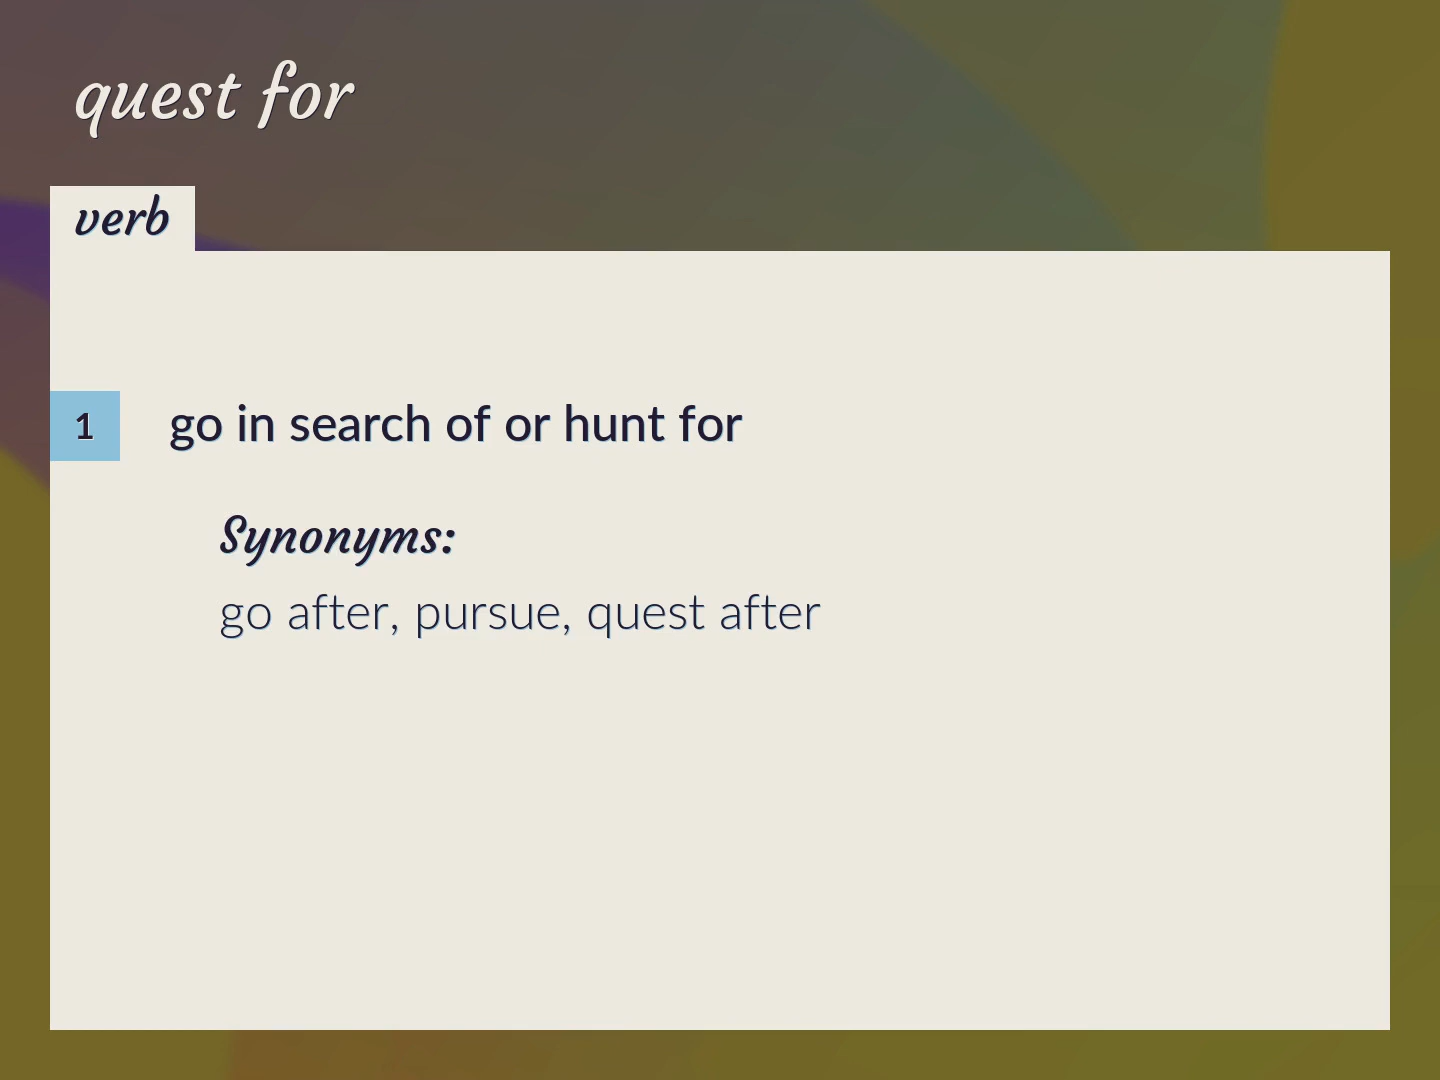 quest for
verb
1 go in search of or hunt for
Synonyms:
go after, pursue, quest after